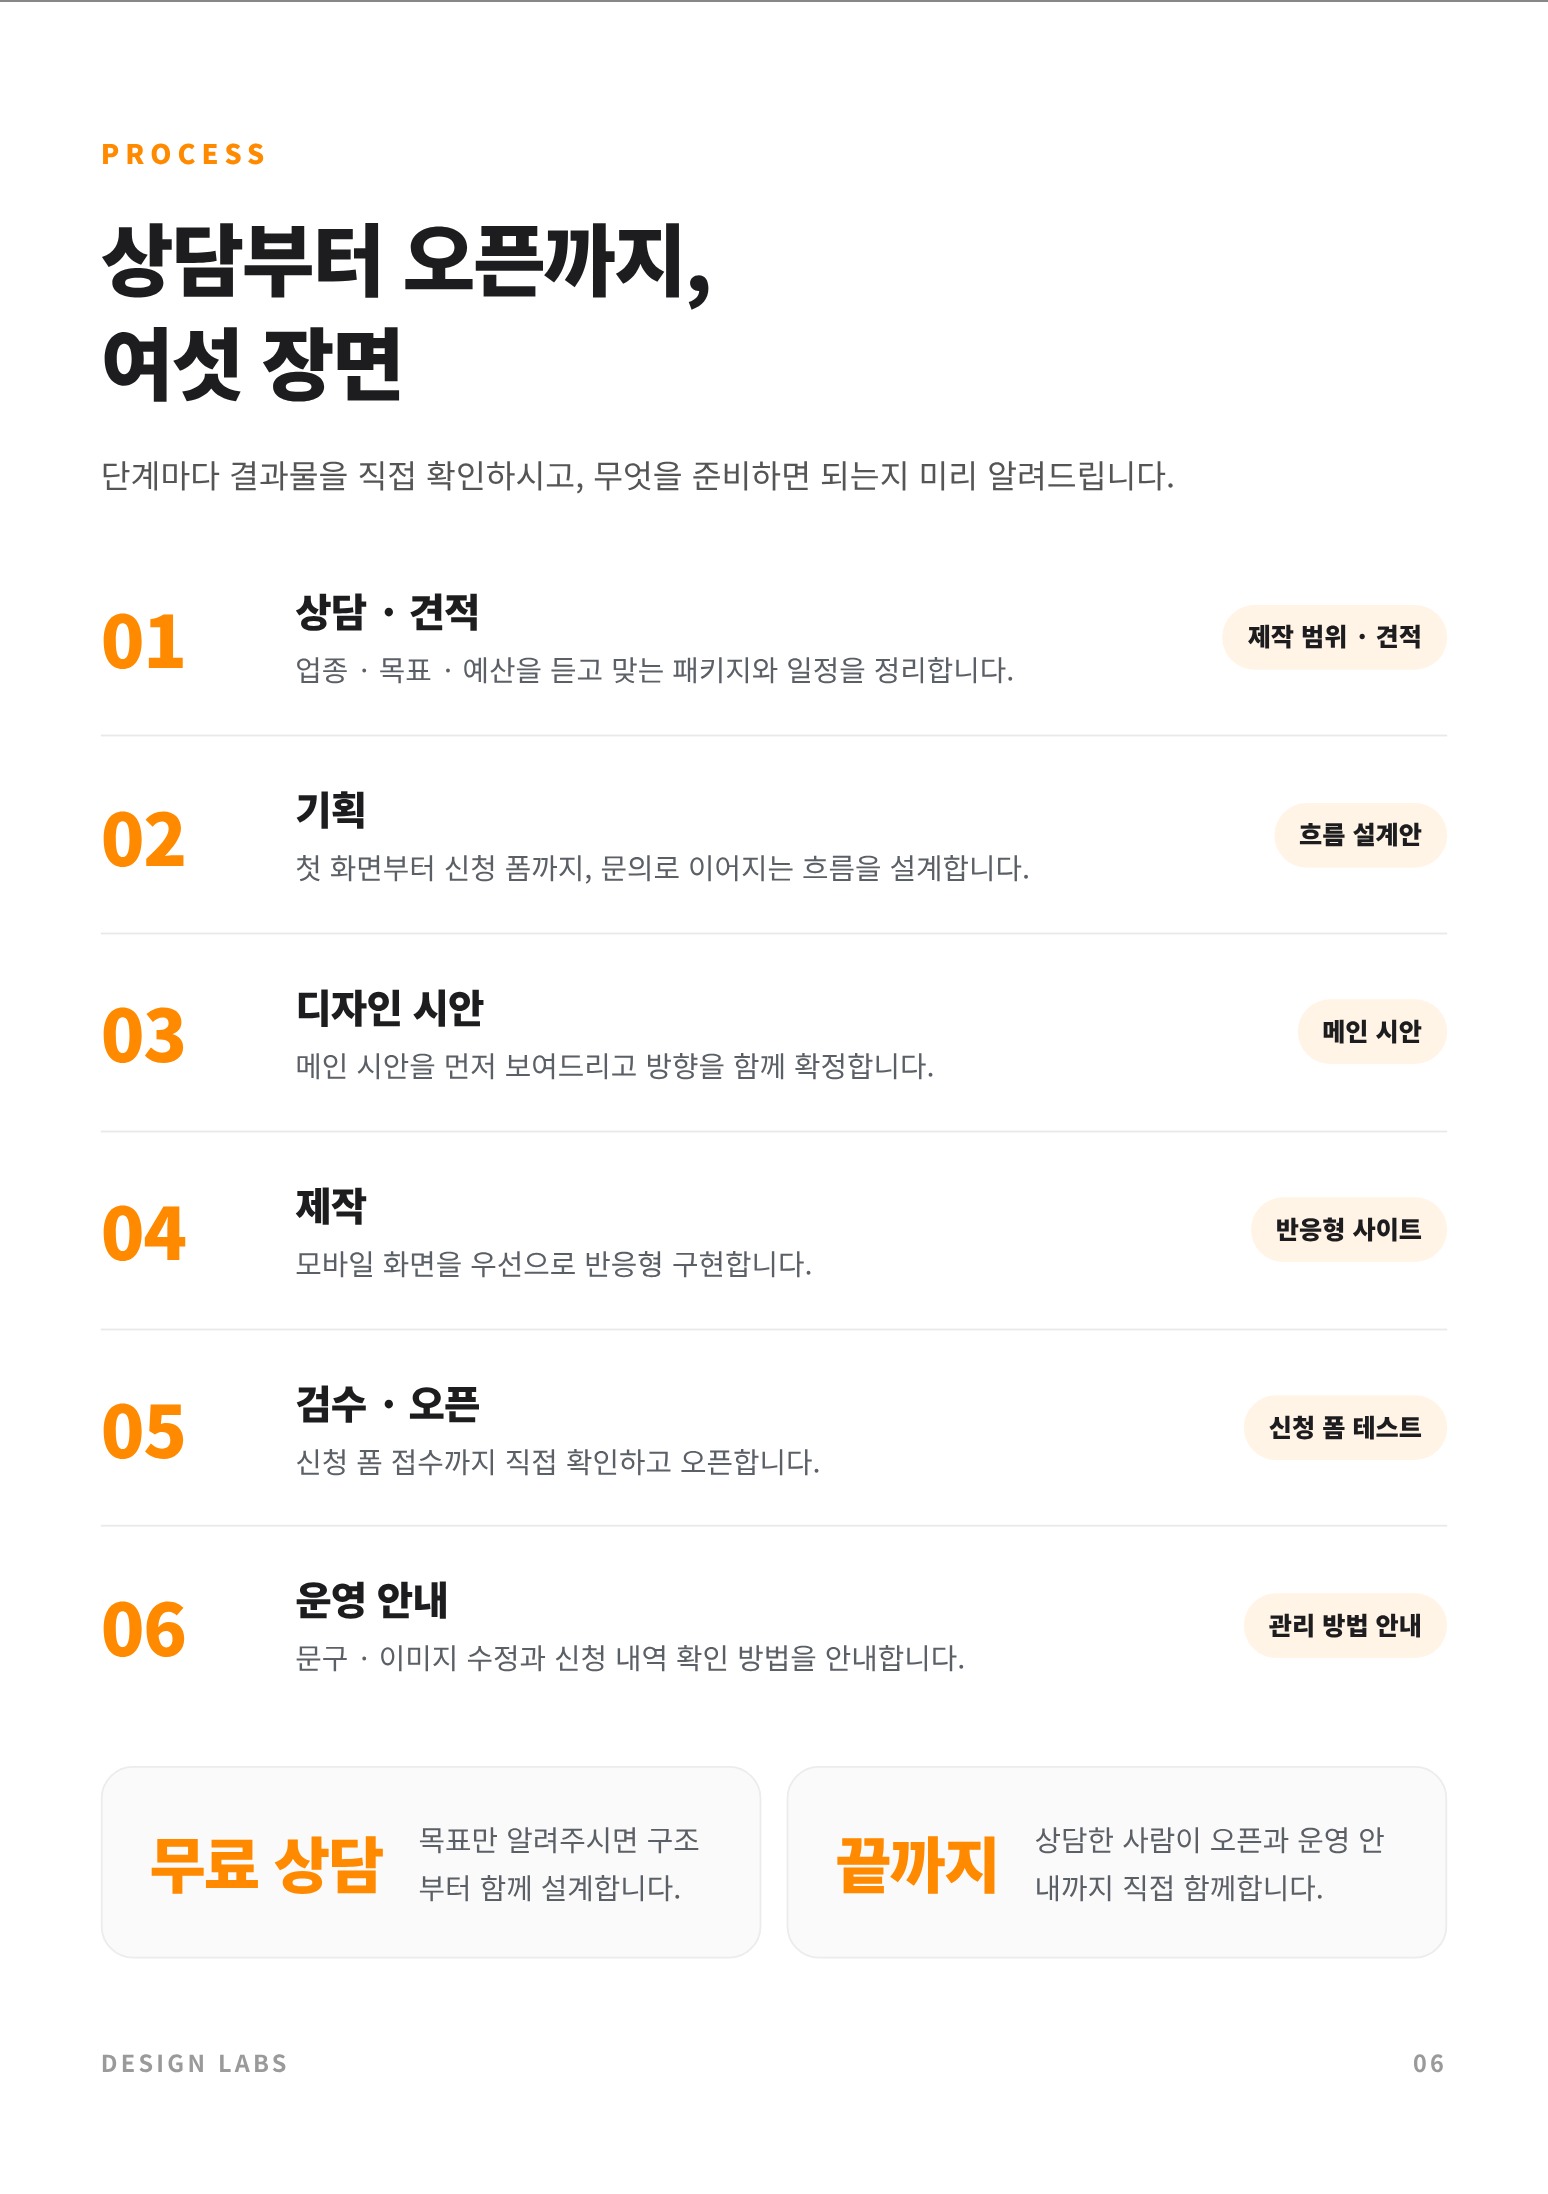 PROCESS
상담부터 오픈까지,
여섯 장면
단계마다 결과물을 직접 확인하시고, 무엇을 준비하면 되는지 미리 알려드립니다.
01
상담 · 견적
업종 · 목표 · 예산을 듣고 맞는 패키지와 일정을 정리합니다.
제작 범위 · 견적
02
기획
첫 화면부터 신청 폼까지, 문의로 이어지는 흐름을 설계합니다.
흐름 설계안
03
디자인 시안
메인 시안을 먼저 보여드리고 방향을 함께 확정합니다.
메인 시안
04
제작
모바일 화면을 우선으로 반응형 구현합니다.
반응형 사이트
05
검수 · 오픈
신청 폼 접수까지 직접 확인하고 오픈합니다.
신청 폼 테스트
06
운영 안내
문구 · 이미지 수정과 신청 내역 확인 방법을 안내합니다.
관리 방법 안내
무료 상담
목표만 알려주시면 구조
부터 함께 설계합니다.
끝까지
상담한 사람이 오픈과 운영 안
내까지 직접 함께합니다.
DESIGN LABS
06